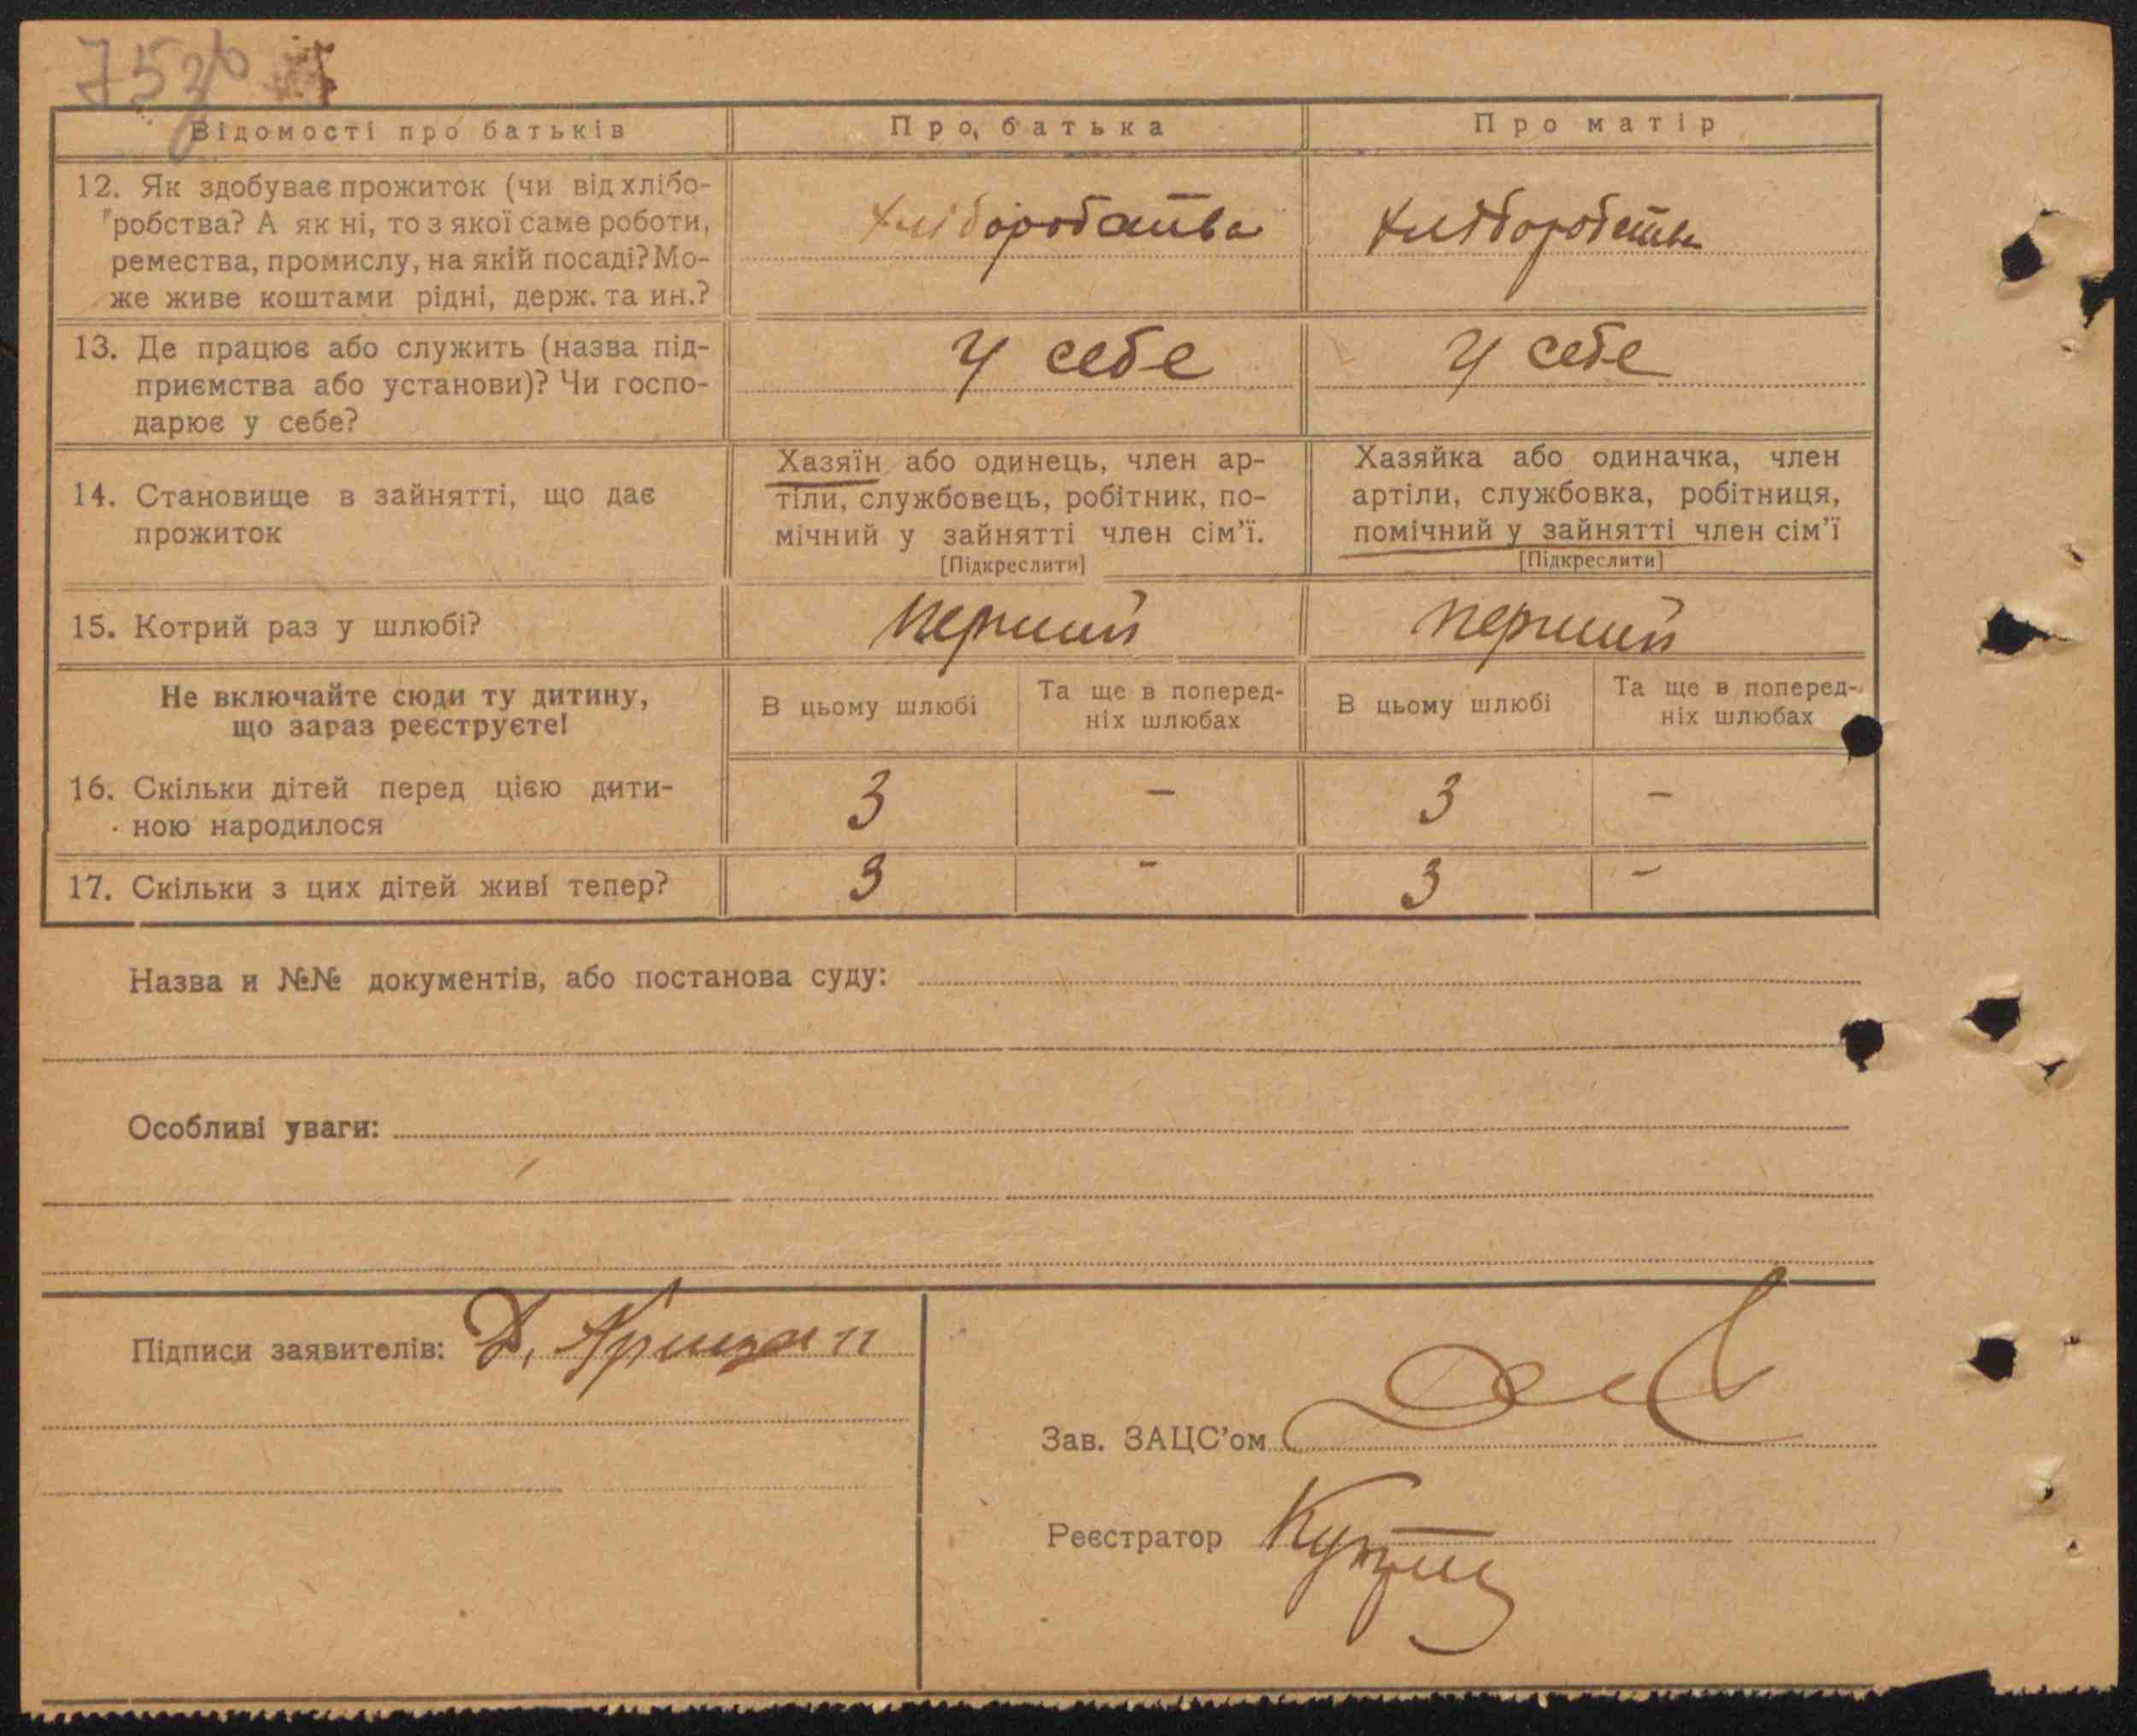 75зв
Відомості про батьків
Про батька
Про матір
12. Як здобуває прожиток (чи від хлібо-
робства? А як ні, то з якої саме роботи,
ремества, промислу, на якій посаді? Мо-
же живе коштами рідні, держ. та ин.?
хліборобства
хліборобства
13. Де працює або служить (назва під-
приємства або установи)? Чи госпо-
дарює у себе?
У себе
У себе
14. Становище в зайнятті, що дає
прожиток
Хазяїн або одинець, член ар-
тіли, службовець, робітник, по-
мічний у зайнятті член сім'ї.
[Підкреслити]
Хазяйка або одиначка, член
артіли, службовка, робітниця,
помічний у зайнятті член сім'ї
[Підкреслити]
15. Котрий раз у шлюбі?
перший
перший
Не включайте сюди ту дитину,
що зараз реєструєте!
В цьому шлюбі
Та ще в поперед-
ніх шлюбах
В цьому шлюбі
Та ще в поперед-
ніх шлюбах
16. Скільки дітей перед цією дити-
ною народилося
3
–
3
–
17. Скільки з цих дітей живі тепер?
3
–
3
–
Назва и №№ документів, або постанова суду:
Особливі уваги:
Підписи заявителів: Д.
Зав. ЗАЦС'ом
Реєстратор